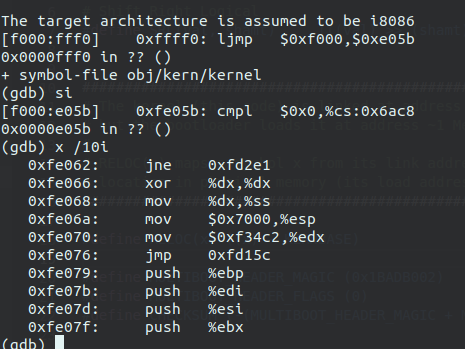 The target architecture is assumed to be i8086
[f000:fff0]    0xffff0: ljmp   $0xf000,$0xe05b
0x0000fff0 in ?? ()
+ symbol-file obj/kern/kernel
(gdb) si
[f000:e05b]    0xfe05b: cmpl   $0x0,%cs:0x6ac8
0x0000e05b in ?? ()
(gdb) x /10i
   0xfe062:     jne    0xfd2e1
   0xfe066:     xor    %dx,%dx
   0xfe068:     mov    %dx,%ss
   0xfe06a:     mov    $0x7000,%esp
   0xfe070:     mov    $0xf34c2,%edx
   0xfe076:     jmp    0xfd15c
   0xfe079:     push   %ebp
   0xfe07b:     push   %edi
   0xfe07d:     push   %esi
   0xfe07f:     push   %ebx
(gdb)